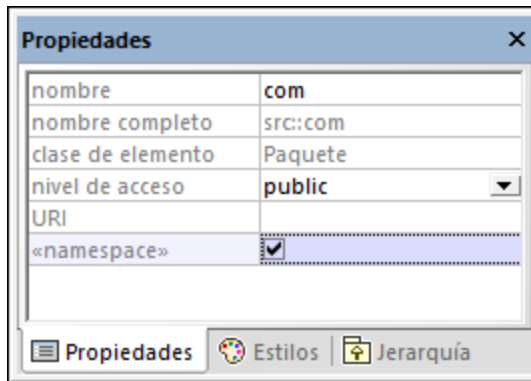 Propiedades
nombre com
nombre completo src::com
clase de elemento Paquete
nivel de acceso public
URI
«namespace»
Propiedades Estilos Jerarquía